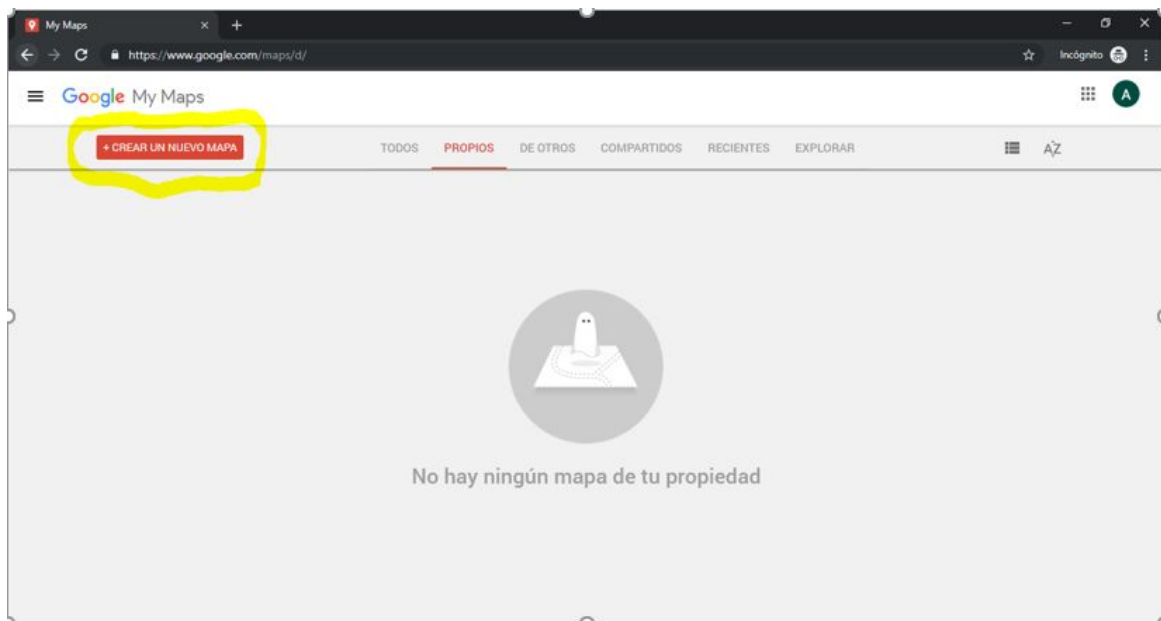 My Maps
https://www.google.com/maps/d/
Incógnito
Google My Maps
A
+ CREAR UN NUEVO MAPA
TODOS PROPIOS DE OTROS COMPARTIDOS RECIENTES EXPLORAR
AZ
No hay ningún mapa de tu propiedad